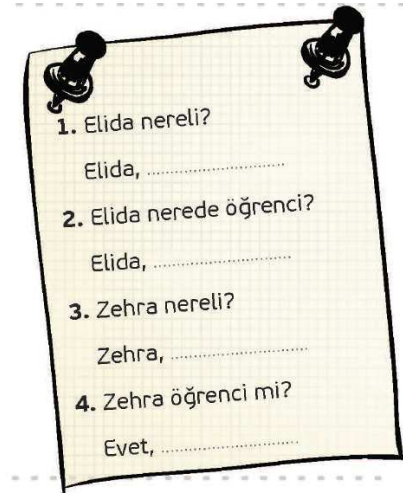 1. Elida nereli?
Elida, ........................................
2. Elida nerede öğrenci?
Elida, ........................................
3. Zehra nereli?
Zehra, ........................................
4. Zehra öğrenci mi?
Evet, ........................................